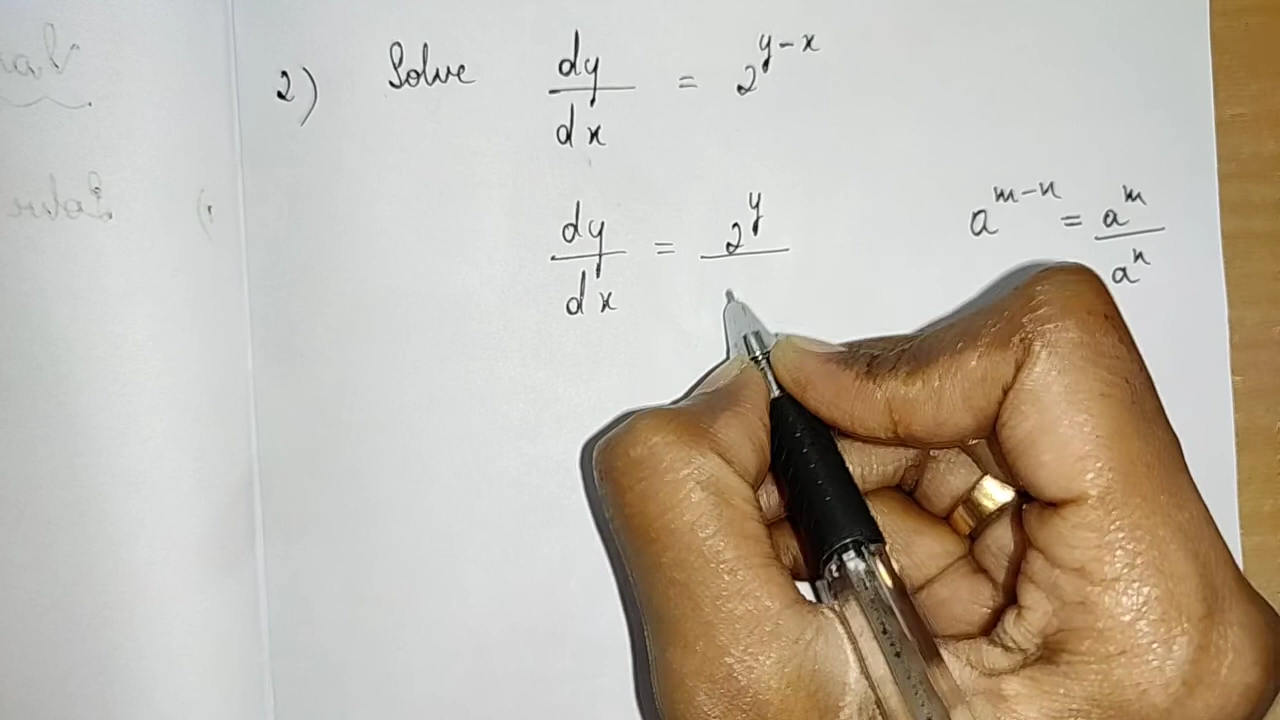 2) Solve dy/dx = 2^(y-x)
dy/dx = 2^y/
a^(m-n) = a^m/a^n